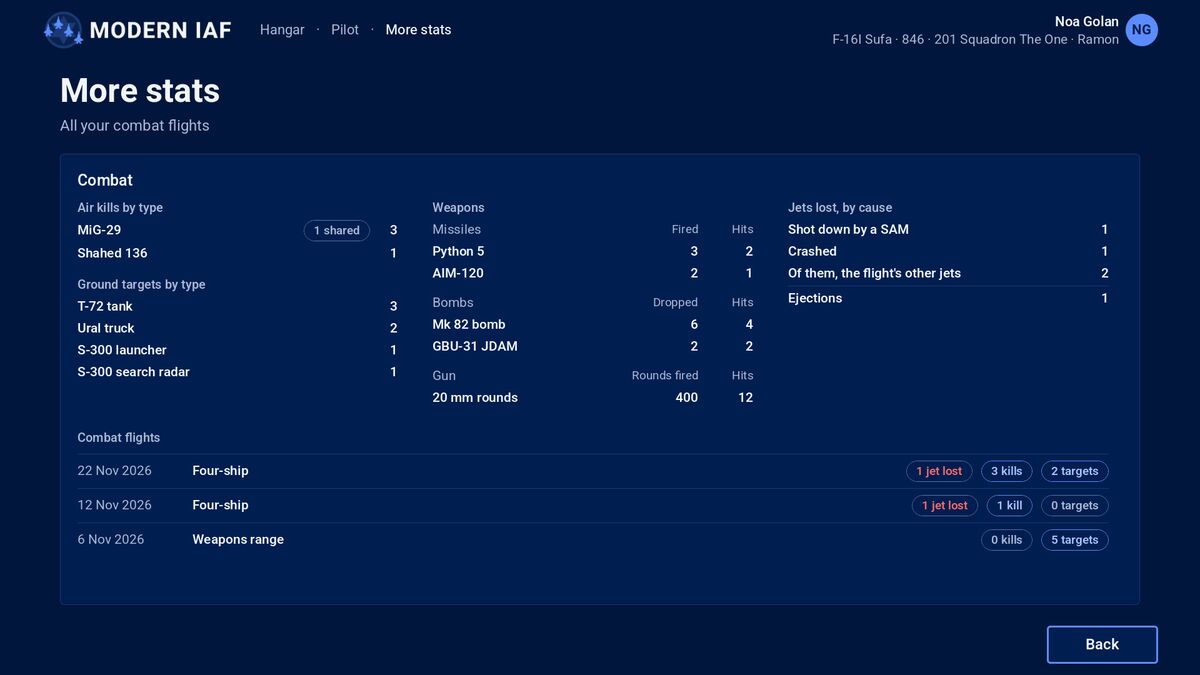 MODERN IAF
Hangar · Pilot · More stats
Noa Golan
F-16I Sufa · 846 · 201 Squadron The One · Ramon
NG
More stats
All your combat flights
Combat
Air kills by type
MiG-29 1 shared 3
Shahed 136 1
Ground targets by type
T-72 tank 3
Ural truck 2
S-300 launcher 1
S-300 search radar 1
Weapons
Missiles Fired Hits
Python 5 3 2
AIM-120 2 1
Bombs Dropped Hits
Mk 82 bomb 6 4
GBU-31 JDAM 2 2
Gun Rounds fired Hits
20 mm rounds 400 12
Jets lost, by cause
Shot down by a SAM 1
Crashed 1
Of them, the flight's other jets 2
Ejections 1
Combat flights
22 Nov 2026 Four-ship 1 jet lost 3 kills 2 targets
12 Nov 2026 Four-ship 1 jet lost 1 kill 0 targets
6 Nov 2026 Weapons range 0 kills 5 targets
Back